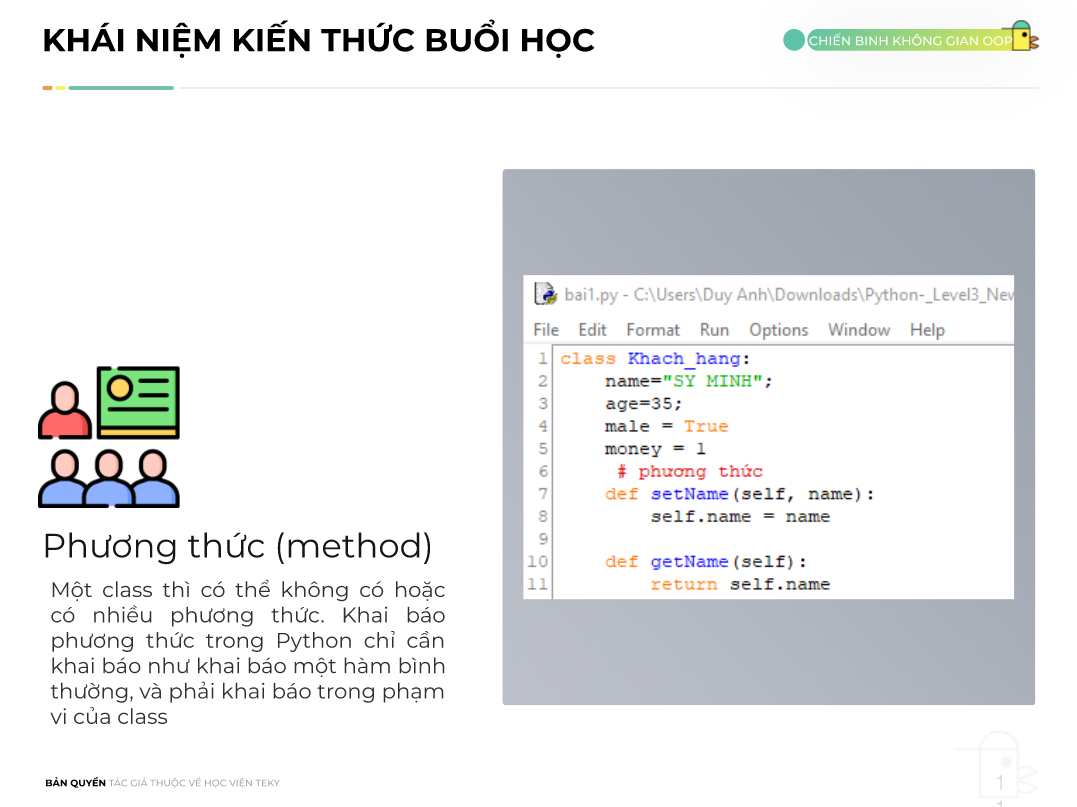 KHÁI NIỆM KIẾN THỨC BUỔI HỌC
CHIẾN BINH KHÔNG GIAN OOP
bai1.py - C:\Users\Duy Anh\Downloads\Python-_Level3_New
File Edit Format Run Options Window Help
1 class Khach_hang:
2 name="SY MINH";
3 age=35;
4 male = True
5 money = 1
6 # phương thức
7 def setName(self, name):
8 self.name = name
9
10 def getName(self):
11 return self.name
Phương thức (method)
Một class thì có thể không có hoặc
có nhiều phương thức. Khai báo
phương thức trong Python chỉ cần
khai báo như khai báo một hàm bình
thường, và phải khai báo trong phạm
vi của class
BẢN QUYỀN TÁC GIẢ THUỘC VỀ HỌC VIỆN TEKY
1
1